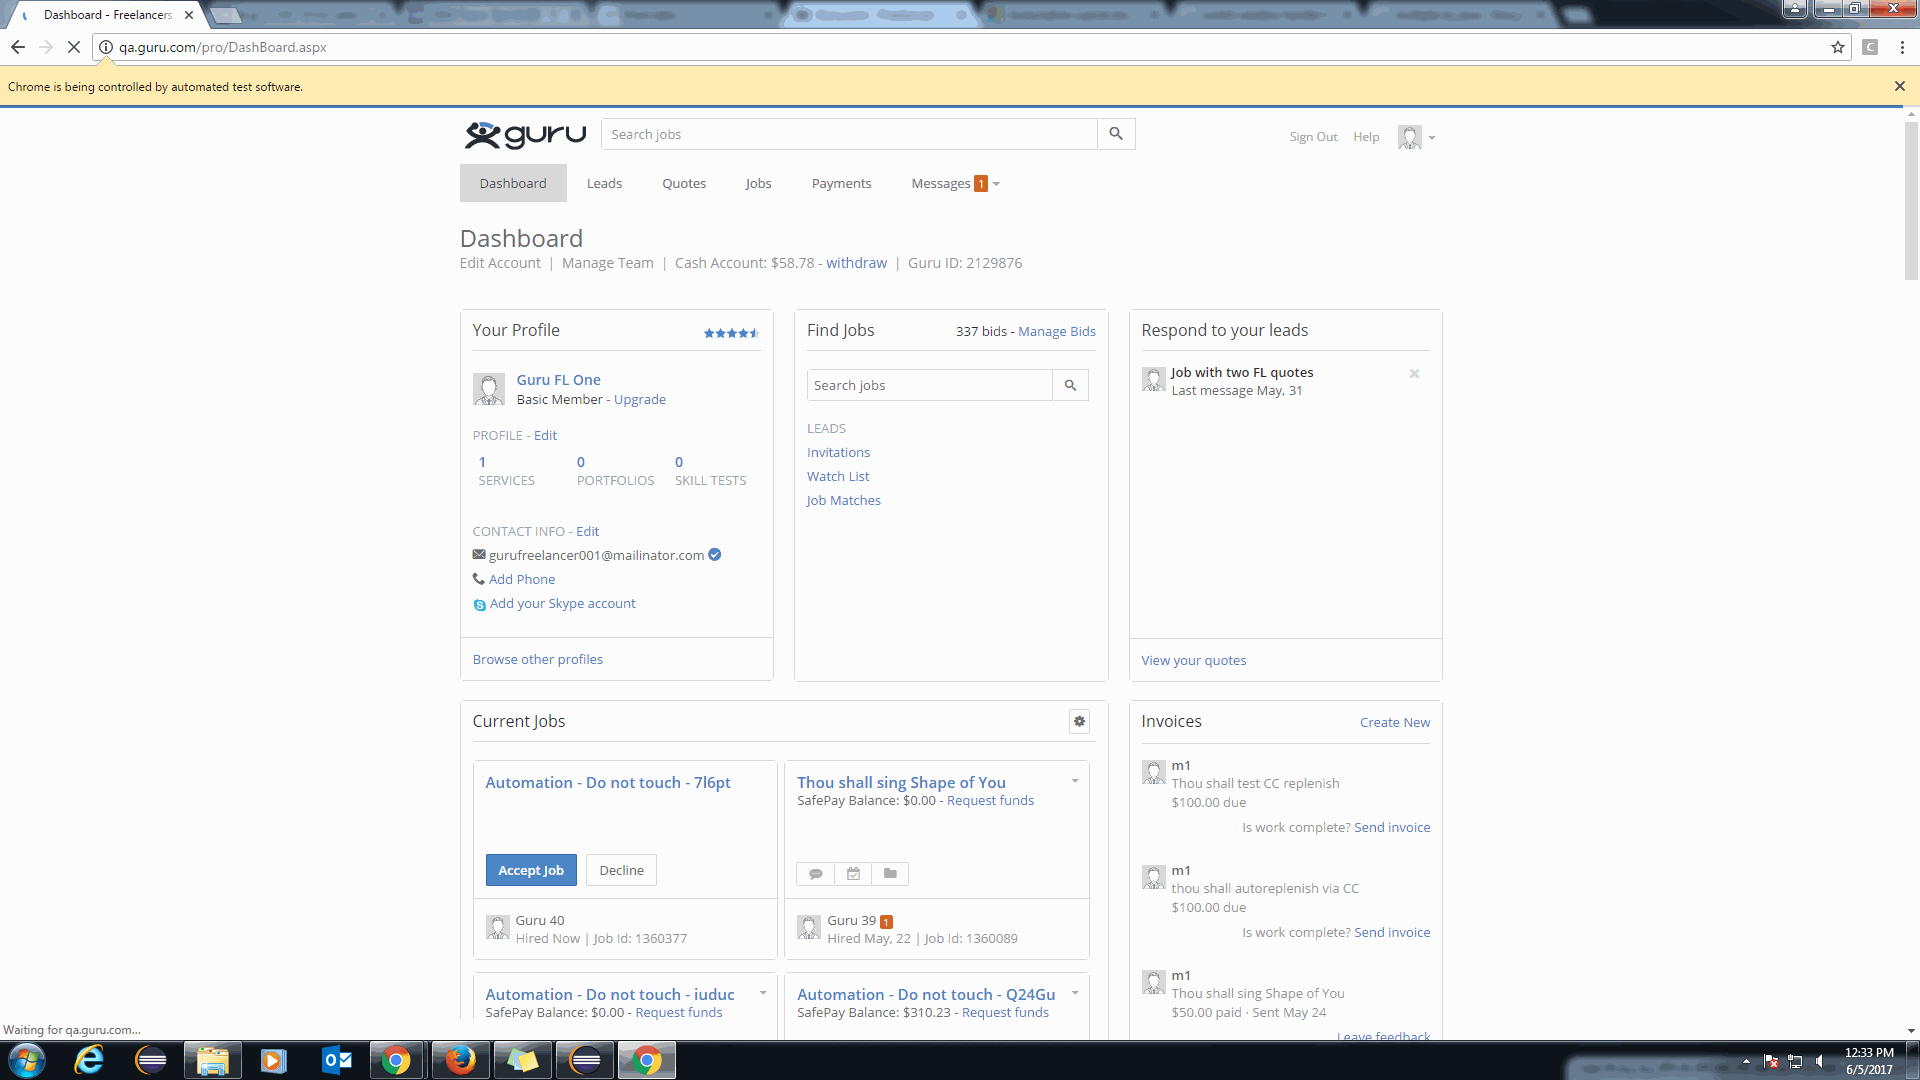 Dashboard - Freelancers
qa.guru.com/pro/DashBoard.aspx
C
Chrome is being controlled by automated test software.
guru
Search jobs
Sign Out
Help
Dashboard
Leads
Quotes
Jobs
Payments
Messages 1
Dashboard
Edit Account | Manage Team | Cash Account: $58.78 - withdraw | Guru ID: 2129876
Your Profile
Guru FL One
Basic Member - Upgrade
PROFILE - Edit
1 0 0
SERVICES PORTFOLIOS SKILL TESTS
CONTACT INFO - Edit
gurufreelancer001@mailinator.com
Add Phone
Add your Skype account
Browse other profiles
Find Jobs
337 bids - Manage Bids
Search jobs
LEADS
Invitations
Watch List
Job Matches
Respond to your leads
Job with two FL quotes
Last message May, 31
View your quotes
Current Jobs
Automation - Do not touch - 7l6pt
Accept Job
Decline
Guru 40
Hired Now | Job Id: 1360377
Thou shall sing Shape of You
SafePay Balance: $0.00 - Request funds
Guru 39 1
Hired May, 22 | Job Id: 1360089
Automation - Do not touch - iuduc
SafePay Balance: $0.00 - Request funds
Automation - Do not touch - Q24Gu
SafePay Balance: $310.23 - Request funds
Invoices
Create New
m1
Thou shall test CC replenish
$100.00 due
Is work complete? Send invoice
m1
thou shall autoreplenish via CC
$100.00 due
Is work complete? Send invoice
m1
Thou shall sing Shape of You
$50.00 paid · Sent May 24
Leave feedback
Waiting for qa.guru.com...
12:33 PM
6/5/2017